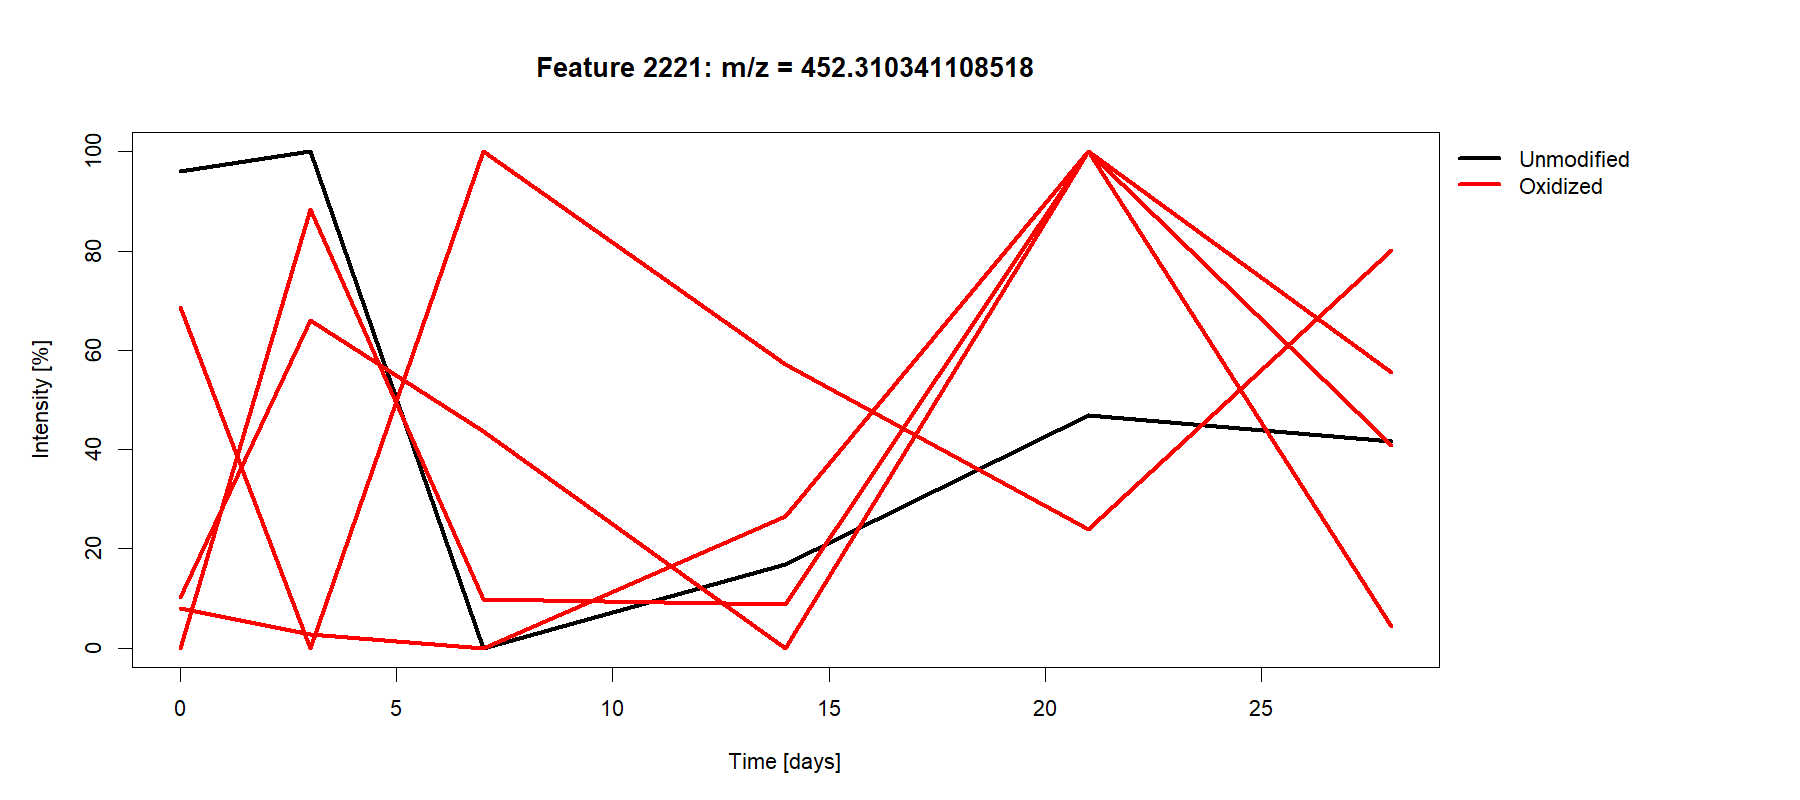 Feature 2221: m/z = 452.310341108518
Unmodified
Oxidized
Intensity [%]
100
80
60
40
20
0
0 5 10 15 20 25
Time [days]